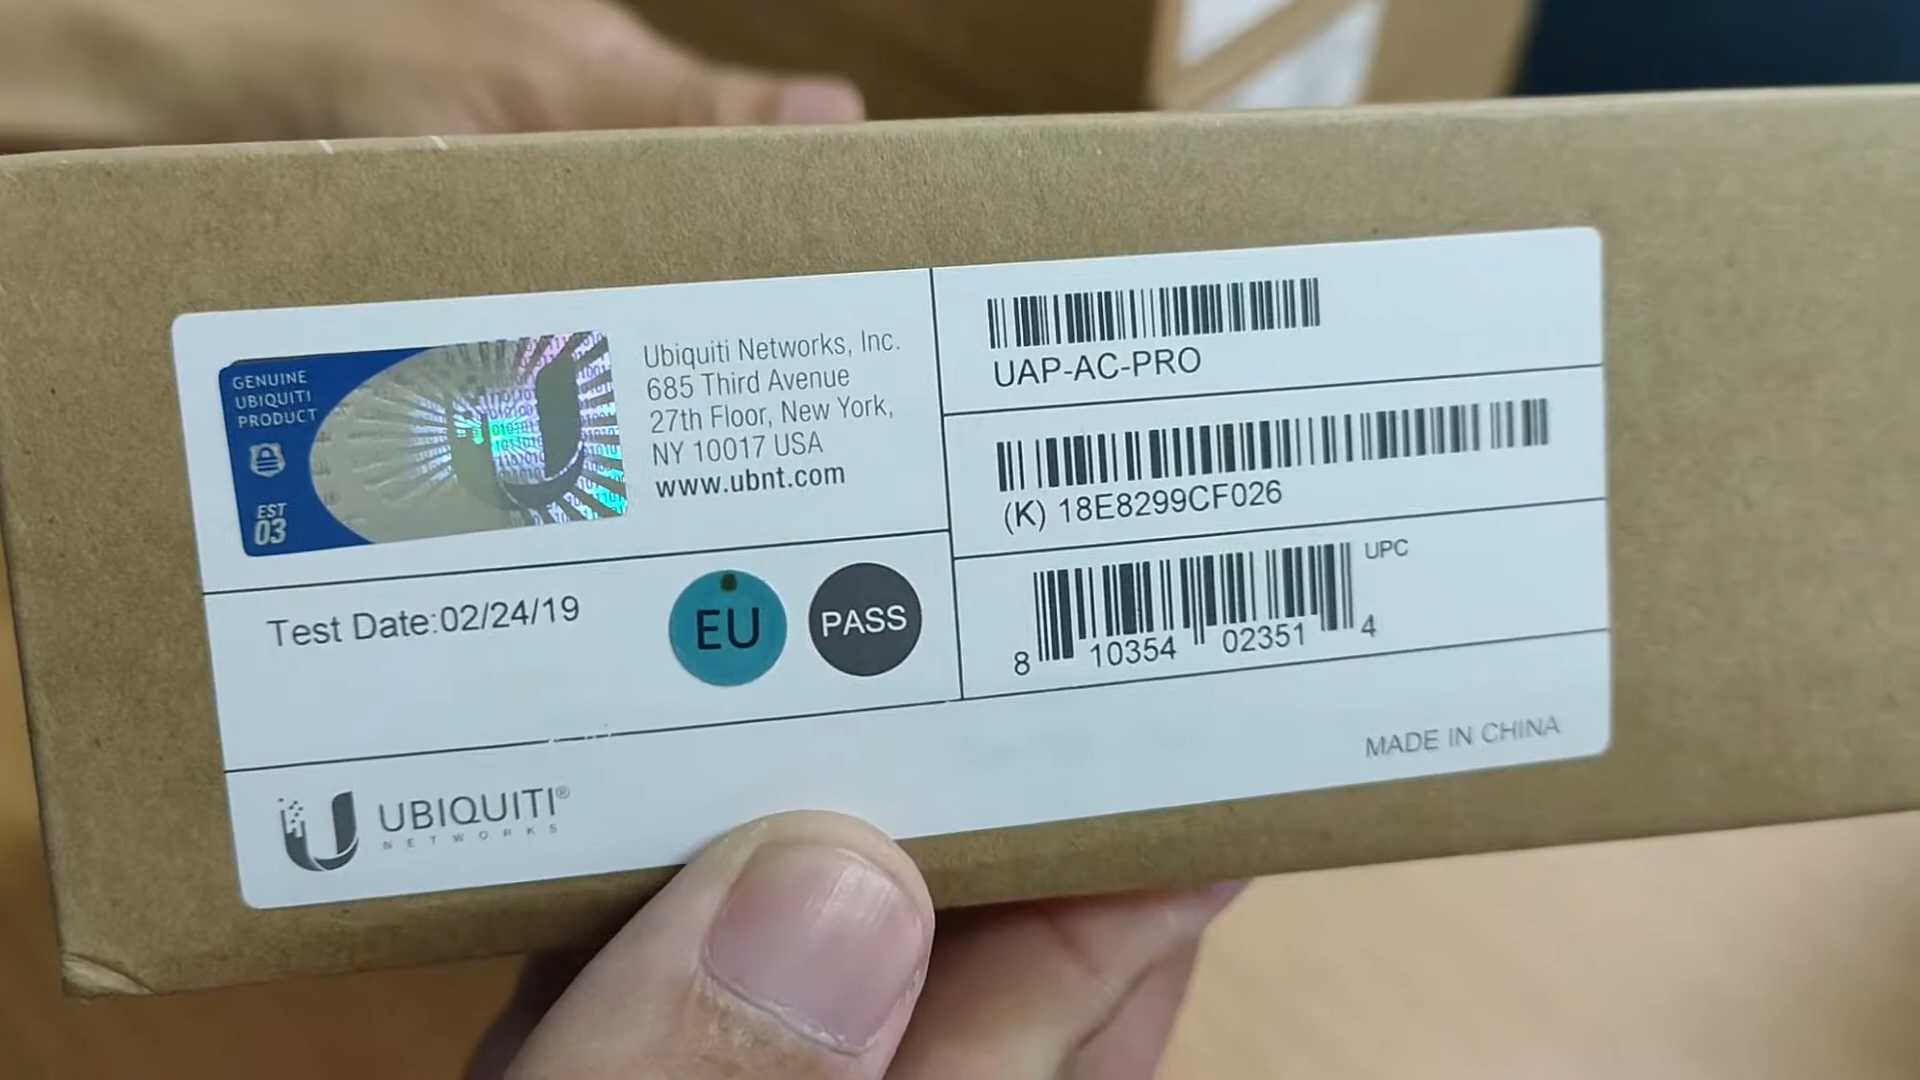 GENUINE
UBIQUITI
PRODUCT
EST
03
Ubiquiti Networks, Inc.
685 Third Avenue
27th Floor, New York,
NY 10017 USA
www.ubnt.com
UAP-AC-PRO
(K) 18E8299CF026
UPC
8 10354 02351 4
Test Date:02/24/19
EU
PASS
UBIQUITI®
NETWORKS
MADE IN CHINA